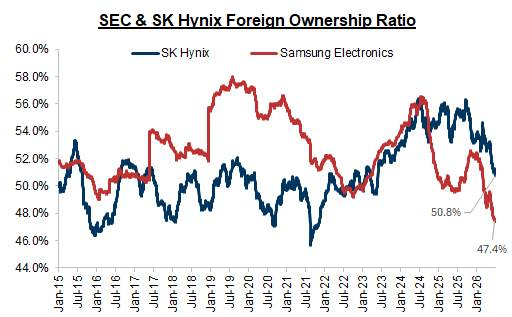 SEC & SK Hynix Foreign Ownership Ratio
SK Hynix
Samsung Electronics
60.0%
58.0%
56.0%
54.0%
52.0%
50.0%
48.0%
46.0%
44.0%
50.8%
47.4%
Jan-15
Jul-15
Jan-16
Jul-16
Jan-17
Jul-17
Jan-18
Jul-18
Jan-19
Jul-19
Jan-20
Jul-20
Jan-21
Jul-21
Jan-22
Jul-22
Jan-23
Jul-23
Jan-24
Jul-24
Jan-25
Jul-25
Jan-26